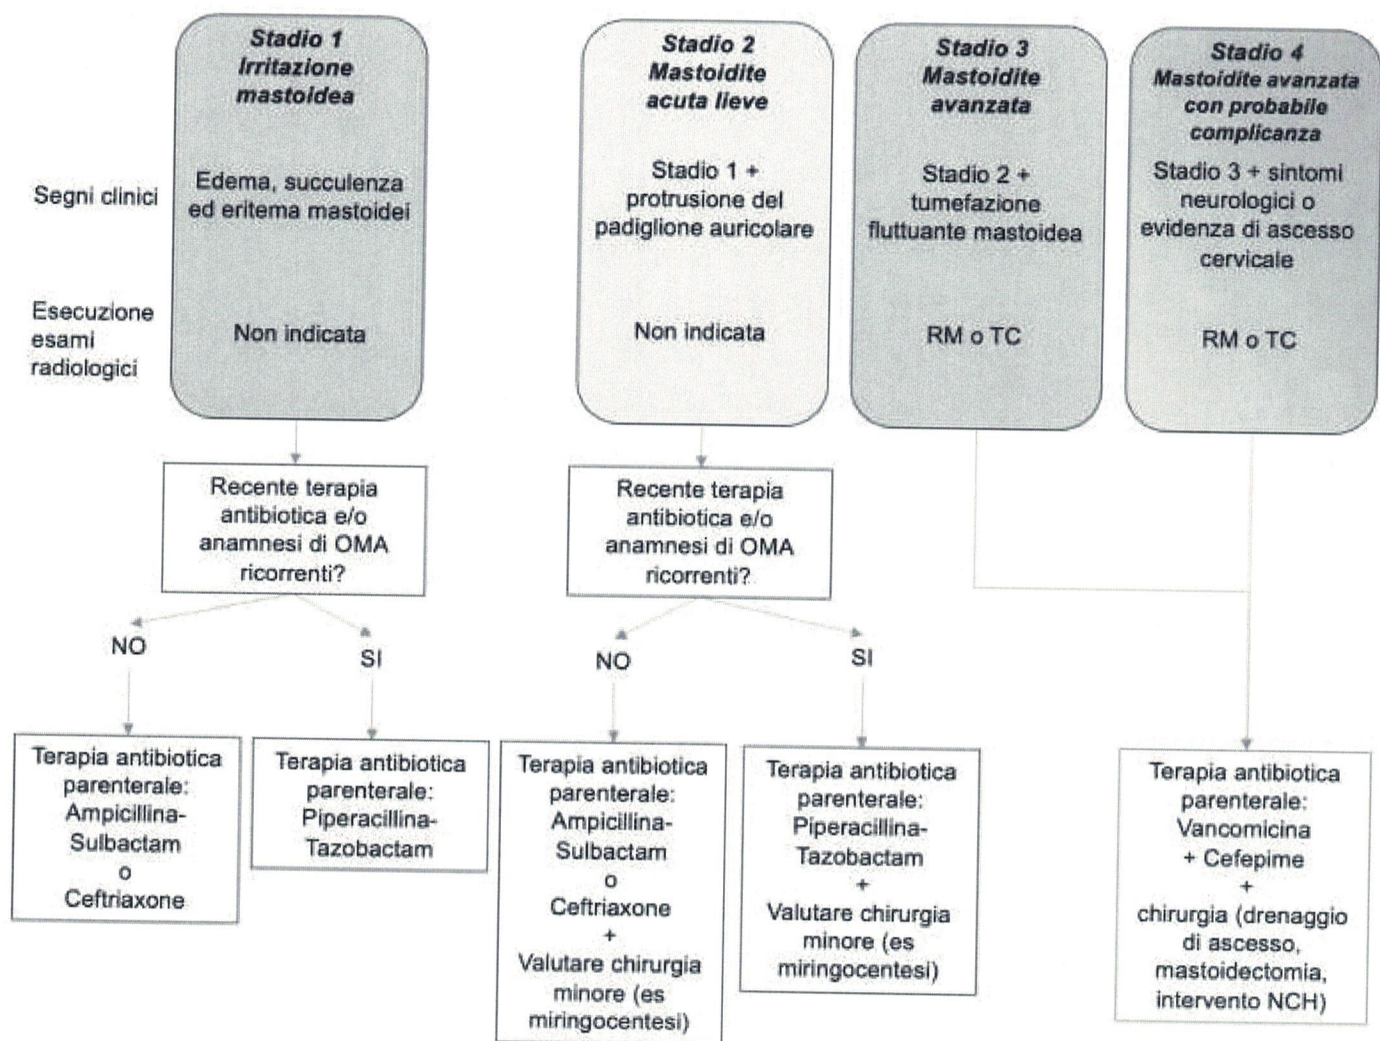 Stadio 1
Irritazione
mastoidea
Stadio 2
Mastoidite
acuta lieve
Stadio 3
Mastoidite
avanzata
Stadio 4
Mastoidite avanzata
con probabile
complicanza
Segni clinici
Edema, succulenza
ed eritema mastoidei
Stadio 1 +
protrusione del
padiglione auricolare
Stadio 2 +
tumefazione
fluttuante mastoidea
Stadio 3 + sintomi
neurologici o
evidenza di ascesso
cervicale
Esecuzione
esami
radiologici
Non indicata
Non indicata
RM o TC
RM o TC
Recente terapia
antibiotica e/o
anamnesi di OMA
ricorrenti?
Recente terapia
antibiotica e/o
anamnesi di OMA
ricorrenti?
NO
SI
NO
SI
Terapia antibiotica
parenterale:
Ampicillina-
Sulbactam
o
Ceftriaxone
Terapia antibiotica
parenterale:
Piperacillina-
Tazobactam
Terapia antibiotica
parenterale:
Ampicillina-
Sulbactam
o
Ceftriaxone
+
Valutare chirurgia
minore (es
miringocentesi)
Terapia antibiotica
parenterale:
Piperacillina-
Tazobactam
+
Valutare chirurgia
minore (es
miringocentesi)
Terapia antibiotica
parenterale:
Vancomicina
+ Cefepime
+
chirurgia (drenaggio
di ascesso,
mastoidectomia,
intervento NCH)